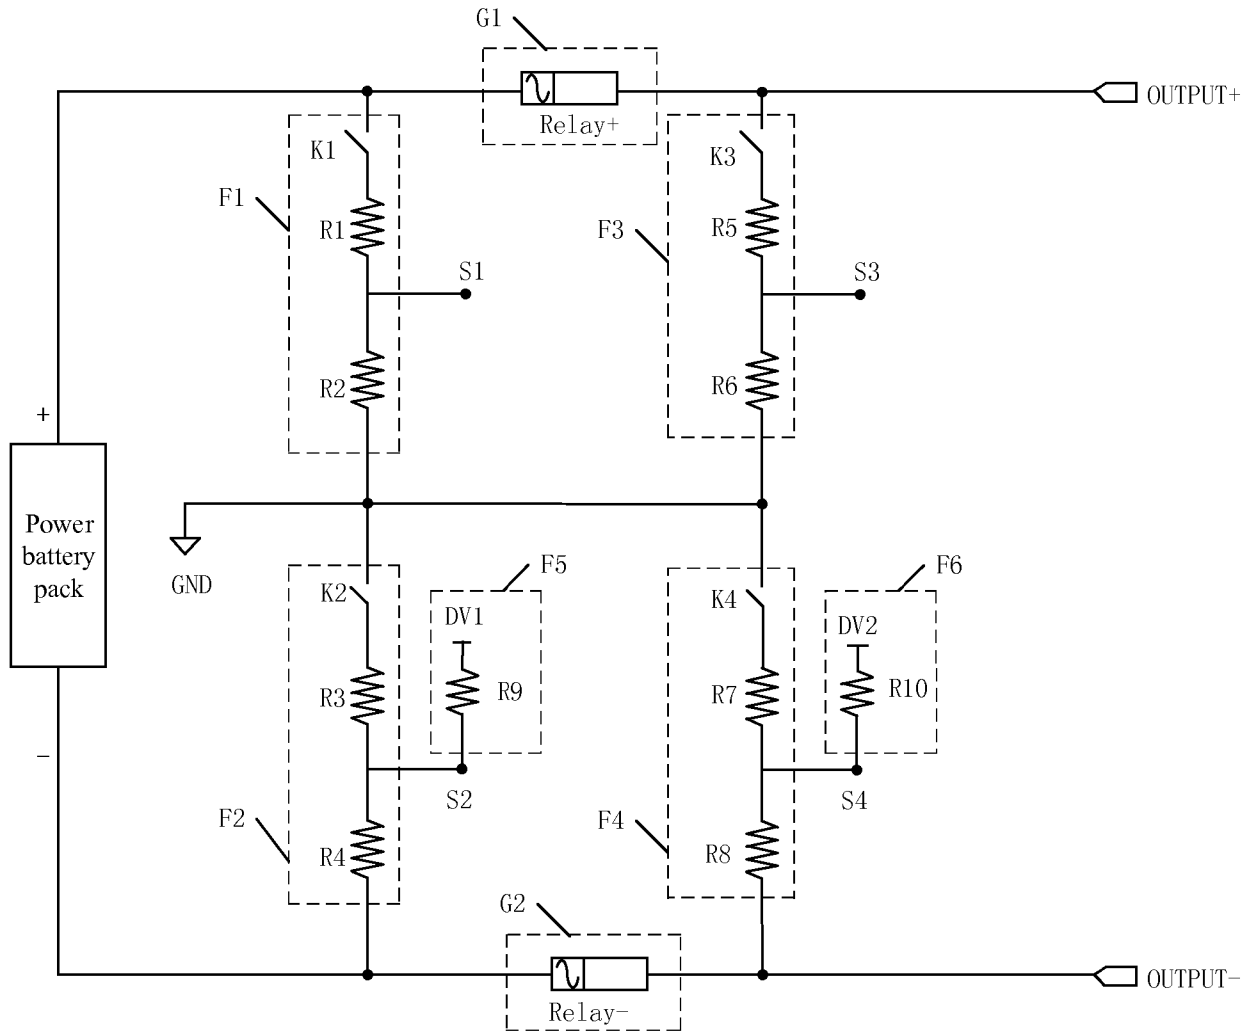 G1
OUTPUT+
Relay+
K1
K3
F1
R1
F3
R5
S1
S3
R2
R6
+
Power
battery
pack
GND
F5
F6
K2
DV1
K4
DV2
R3
R9
R7
R10
−
S2
S4
F2
F4
R4
R8
G2
OUTPUT-
Relay-